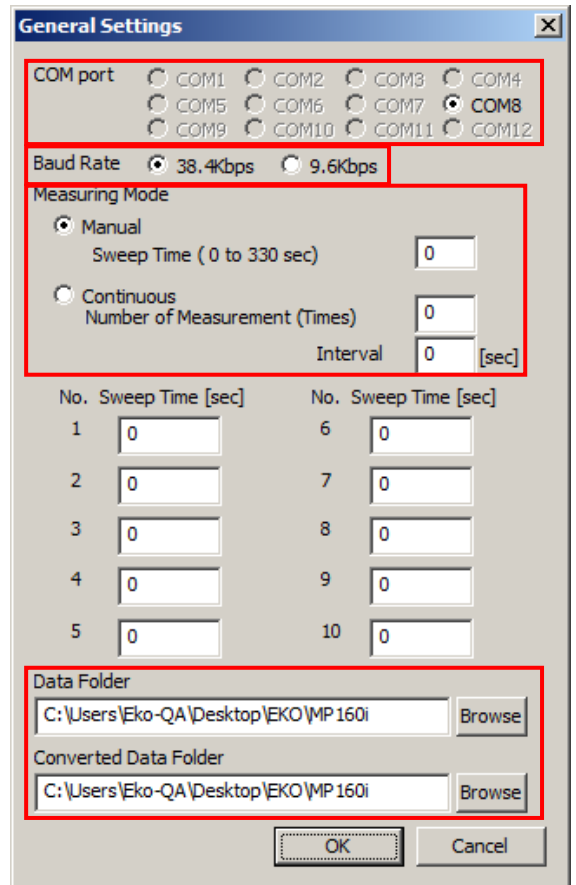 General Settings
COM port COM1 COM2 COM3 COM4
COM5 COM6 COM7 COM8
COM9 COM10 COM11 COM12
Baud Rate 38.4Kbps 9.6Kbps
Measuring Mode
Manual
Sweep Time ( 0 to 330 sec) 0
Continuous
Number of Measurement (Times) 0
Interval 0 [sec]
No. Sweep Time [sec] No. Sweep Time [sec]
1 0 6 0
2 0 7 0
3 0 8 0
4 0 9 0
5 0 10 0
Data Folder
C:\Users\Eko-QA\Desktop\EKO\MP160i Browse
Converted Data Folder
C:\Users\Eko-QA\Desktop\EKO\MP160i Browse
OK Cancel